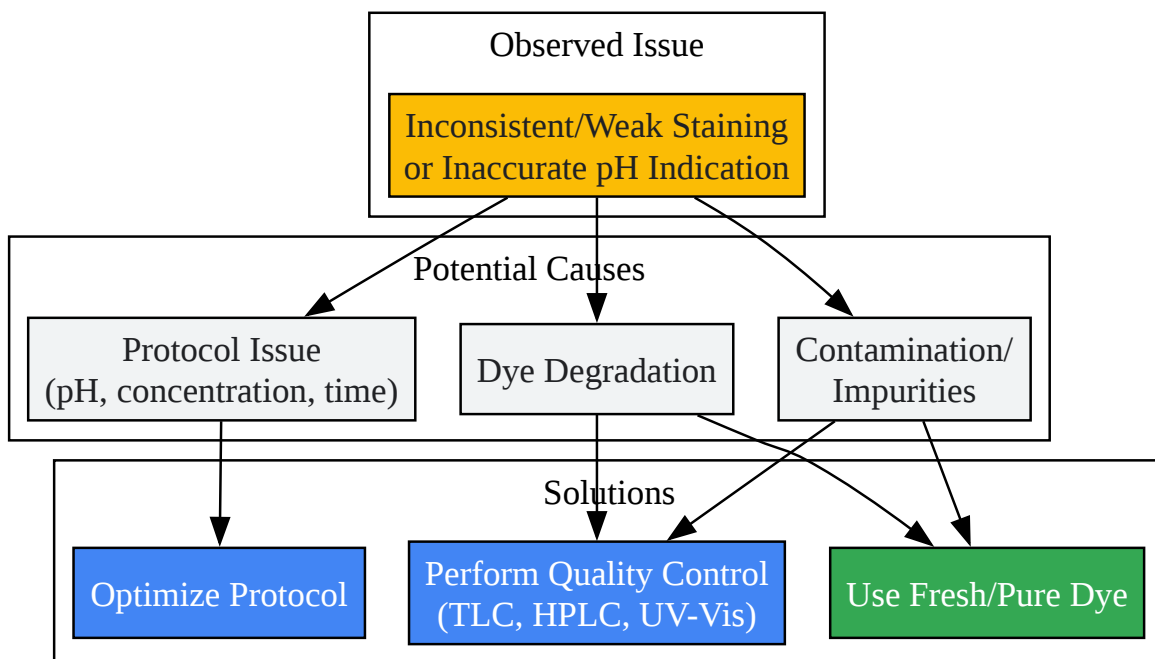 Observed Issue
Inconsistent/Weak Staining
or Inaccurate pH Indication
Potential Causes
Protocol Issue
(pH, concentration, time)
Dye Degradation
Contamination/
Impurities
Solutions
Optimize Protocol
Perform Quality Control
(TLC, HPLC, UV-Vis)
Use Fresh/Pure Dye